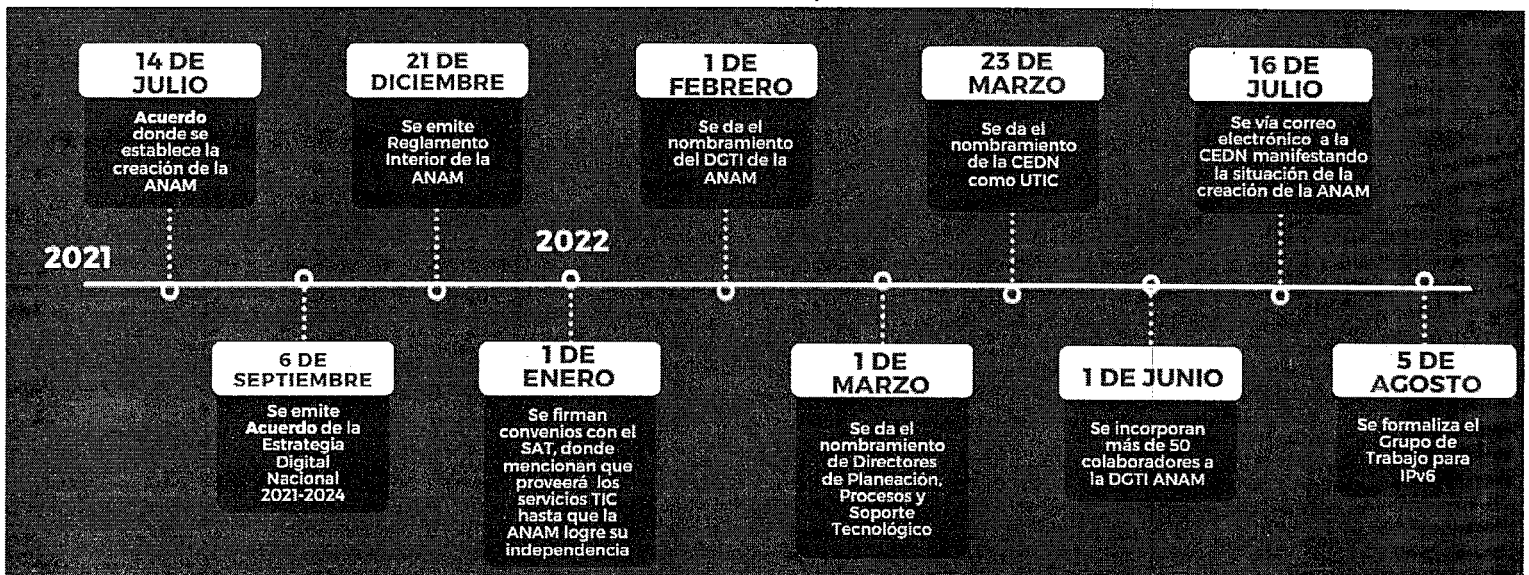 14 DE
JULIO
Acuerdo
donde se
establece la
creación de la
ANAM
21 DE
DICIEMBRE
Se emite
Reglamento
Interior de la
ANAM
1 DE
FEBRERO
Se da el
nombramiento
del DGTI de la
ANAM
23 DE
MARZO
Se da el
nombramiento
de la CEDN
como UTIC
16 DE
JULIO
Se vía correo
electrónico a la
CEDN manifestando
la situación de la
creación de la ANAM
2021
2022
6 DE
SEPTIEMBRE
Se emite
Acuerdo de la
Estrategia
Digital
Nacional
2021-2024
1 DE
ENERO
Se firman
convenios con el
SAT, donde
mencionan que
proveerá los
servicios TIC
hasta que la
ANAM logre su
independencia
1 DE
MARZO
Se da el
nombramiento
de Directores
de Planeación,
Procesos y
Soporte
Tecnológico
1 DE JUNIO
Se incorporan
más de 50
colaboradores a
la DGTI ANAM
5 DE
AGOSTO
Se formaliza el
Grupo de
Trabajo para
IPv6